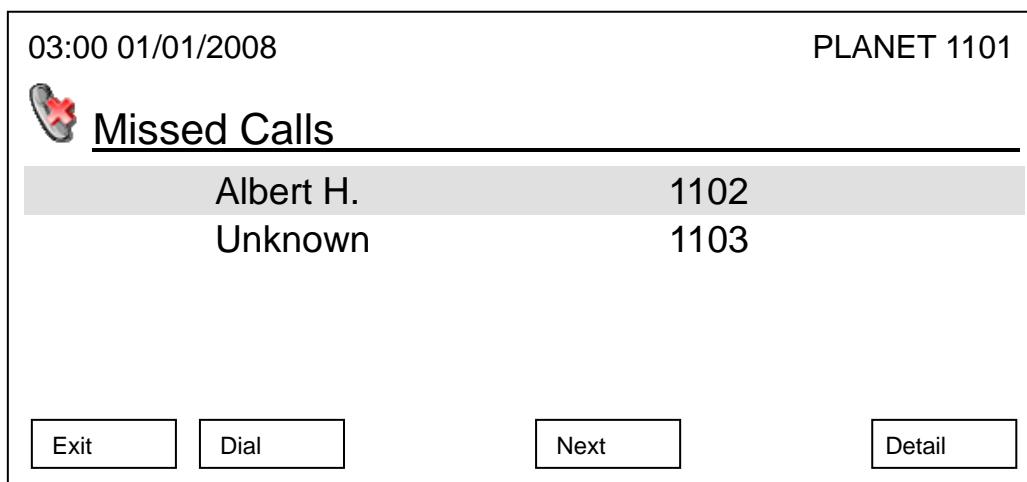 03:00 01/01/2008 PLANET 1101
Missed Calls
Albert H. 1102
Unknown 1103
Exit Dial Next Detail